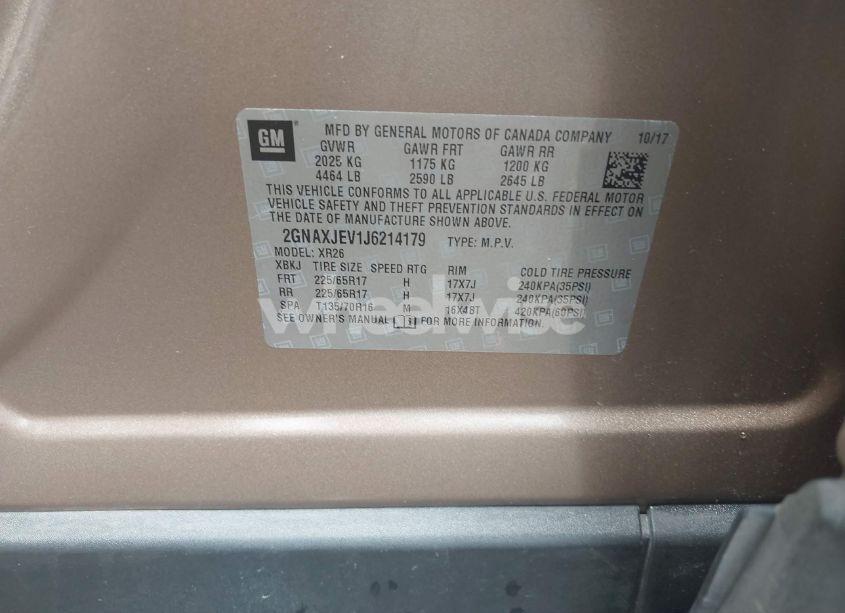 GM
MFD BY GENERAL MOTORS OF CANADA COMPANY 10/17
GVWR GAWR FRT GAWR RR
2025 KG 1175 KG 1200 KG
4464 LB 2590 LB 2645 LB
THIS VEHICLE CONFORMS TO ALL APPLICABLE U.S. FEDERAL MOTOR
VEHICLE SAFETY AND THEFT PREVENTION STANDARDS IN EFFECT ON
THE DATE OF MANUFACTURE SHOWN ABOVE.
2GNAXJEV1J6214179 TYPE: M.P.V.
MODEL: XR26
XBKJ TIRE SIZE SPEED RTG RIM COLD TIRE PRESSURE
FRT 225/65R17 H 17X7J 240KPA(35PSI)
RR 225/65R17 H 17X7J 240KPA(35PSI)
SPA T135/70R16 M 16X4BT 420KPA(60PSI)
SEE OWNER'S MANUAL FOR MORE INFORMATION.
wheelwise